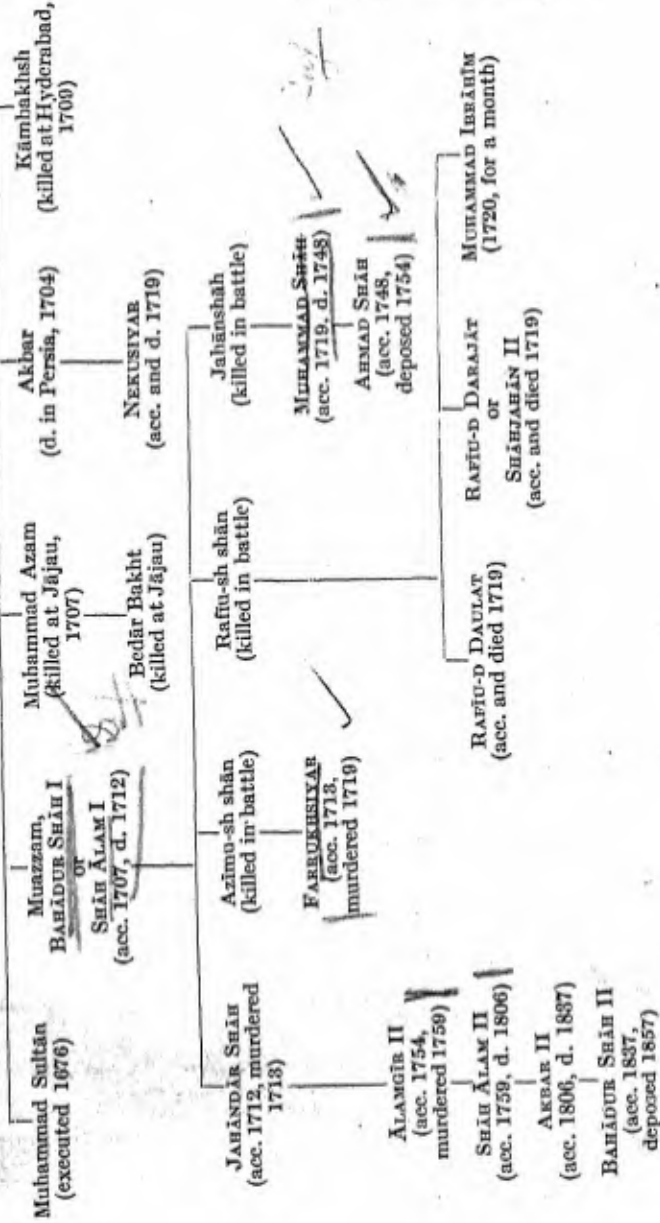 Muhammad Sultān
(executed 1676)
Muazzam,
BAHĀDUR SHĀH I
or
SHĀH ĀLAM I
(acc. 1707, d. 1712)
Muhammad Azam
(killed at Jājau,
1707)
Bedār Bakht
(killed at Jājau)
Akbar
(d. in Persia, 1704)
NEKUSIYAR
(acc. and d. 1719)
Kāmbakhsh
(killed at Hyderabad,
1709)
JAHĀNDĀR SHĀH
(acc. 1712, murdered
1713)
Azīmu-sh shān
(killed in battle)
Rafīu-sh shān
(killed in battle)
Jahānshāh
(killed in battle)
FARRUKHSIYAR
(acc. 1713,
murdered 1719)
MUHAMMAD SHĀH
(acc. 1719, d. 1748)
AHMAD SHĀH
(acc. 1748,
deposed 1754)
ĀLAMGĪR II
(acc. 1754,
murdered 1759)
SHĀH ĀLAM II
(acc. 1759, d. 1806)
AKBAR II
(acc. 1806, d. 1837)
BAHĀDUR SHĀH II
(acc. 1837,
deposed 1857)
RAFĪU-D DAULAT
(acc. and died 1719)
RAFĪU-D DARAJĀT
or
SHĀHJAHĀN II
(acc. and died 1719)
MUHAMMAD IBRĀHĪM
(1720, for a month)